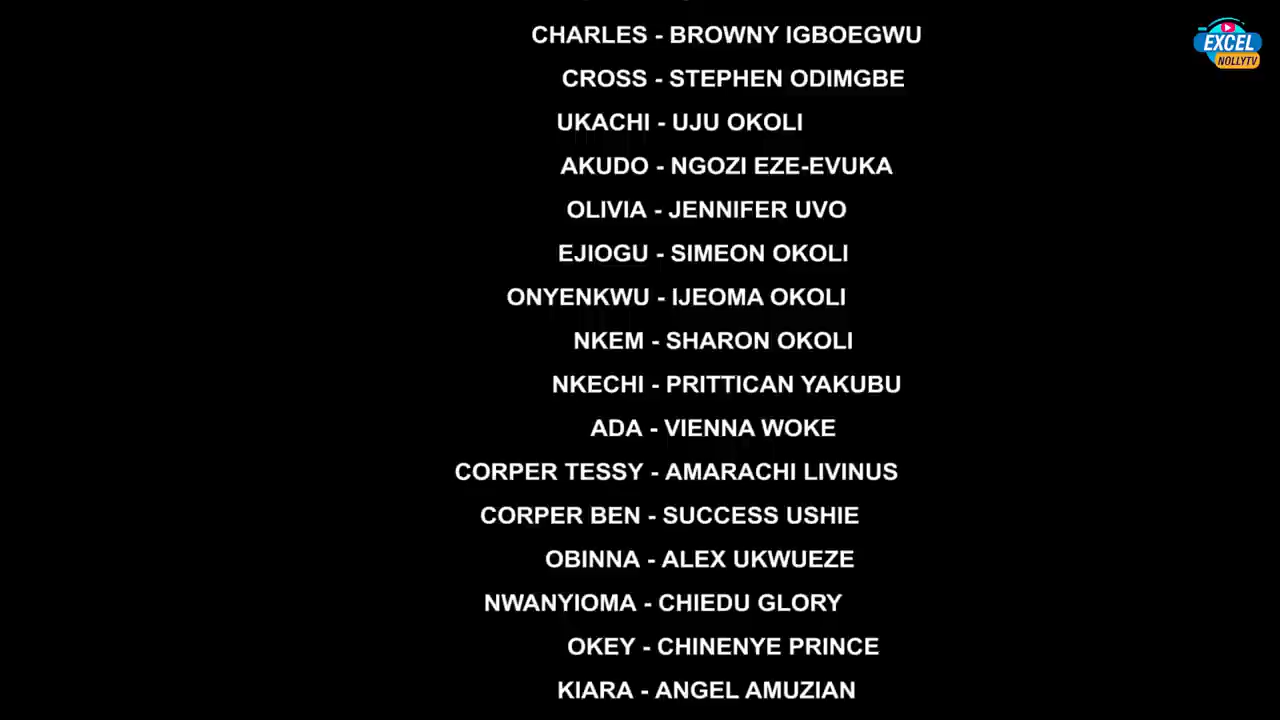 CHARLES - BROWNY IGBOEGWU
EXCEL
NOLLYTV
CROSS - STEPHEN ODIMGBE
UKACHI - UJU OKOLI
AKUDO - NGOZI EZE-EVUKA
OLIVIA - JENNIFER UVO
EJIOGU - SIMEON OKOLI
ONYENKWU - IJEOMA OKOLI
NKEM - SHARON OKOLI
NKECHI - PRITTICAN YAKUBU
ADA - VIENNA WOKE
CORPER TESSY - AMARACHI LIVINUS
CORPER BEN - SUCCESS USHIE
OBINNA - ALEX UKWUEZE
NWANYIOMA - CHIEDU GLORY
OKEY - CHINENYE PRINCE
KIARA - ANGEL AMUZIAN